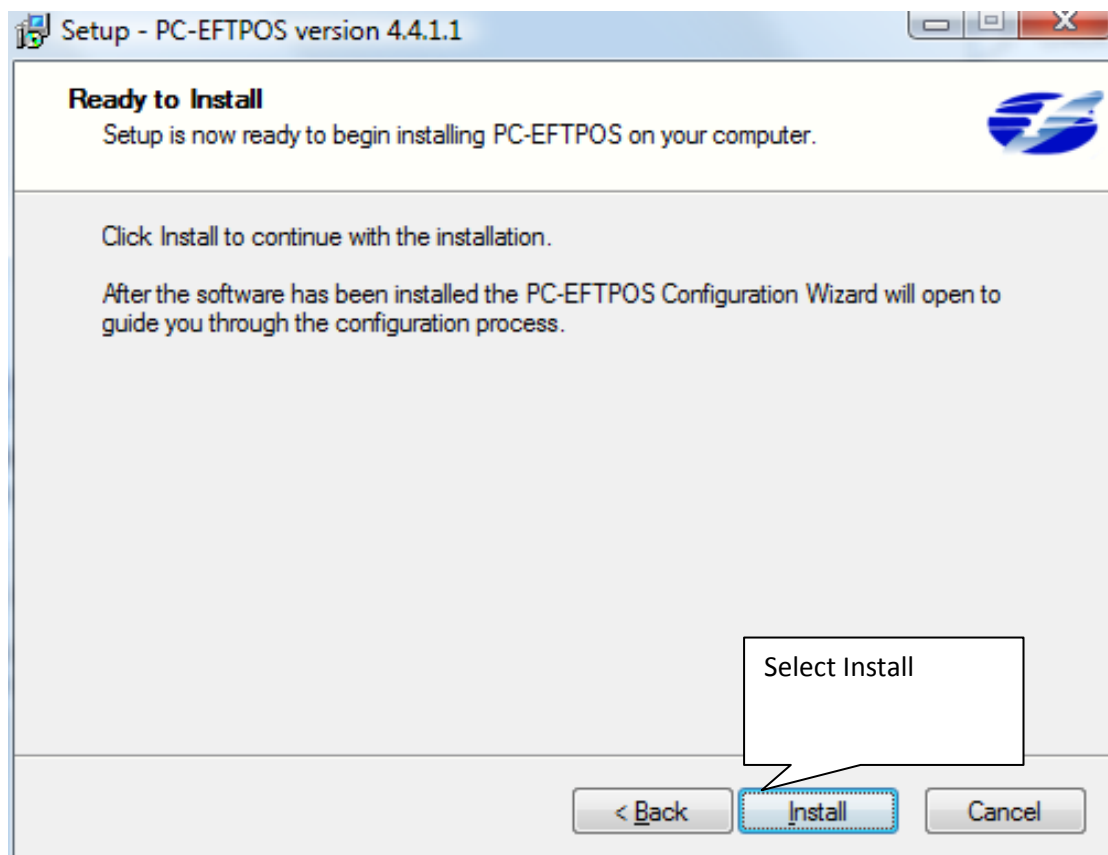 Setup - PC-EFTPOS version 4.4.1.1
Ready to Install
Setup is now ready to begin installing PC-EFTPOS on your computer.
Click Install to continue with the installation.
After the software has been installed the PC-EFTPOS Configuration Wizard will open to
guide you through the configuration process.
Select Install
< Back
Install
Cancel